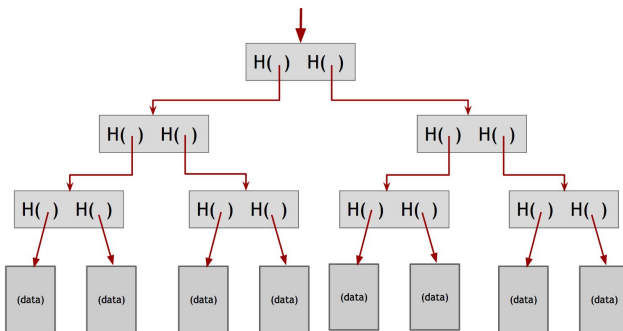 H( ) H( )
H( ) H( ) H( ) H( )
H( ) H( ) H( ) H( ) H( ) H( ) H( ) H( )
(data) (data) (data) (data) (data) (data) (data) (data)